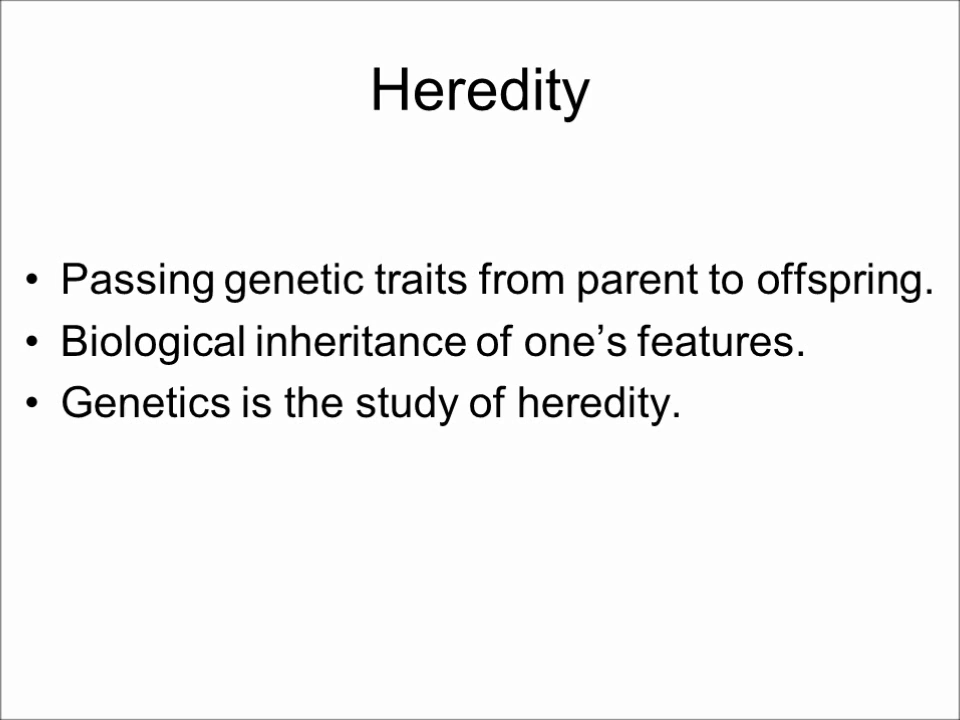 Heredity
• Passing genetic traits from parent to offspring.
• Biological inheritance of one’s features.
• Genetics is the study of heredity.